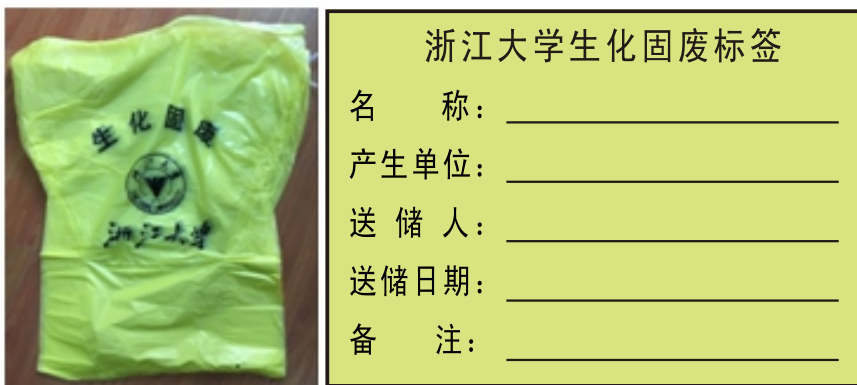 生化固废
浙江大学
浙江大学生化固废标签
名 称：
产生单位：
送 储 人：
送储日期：
备 注：